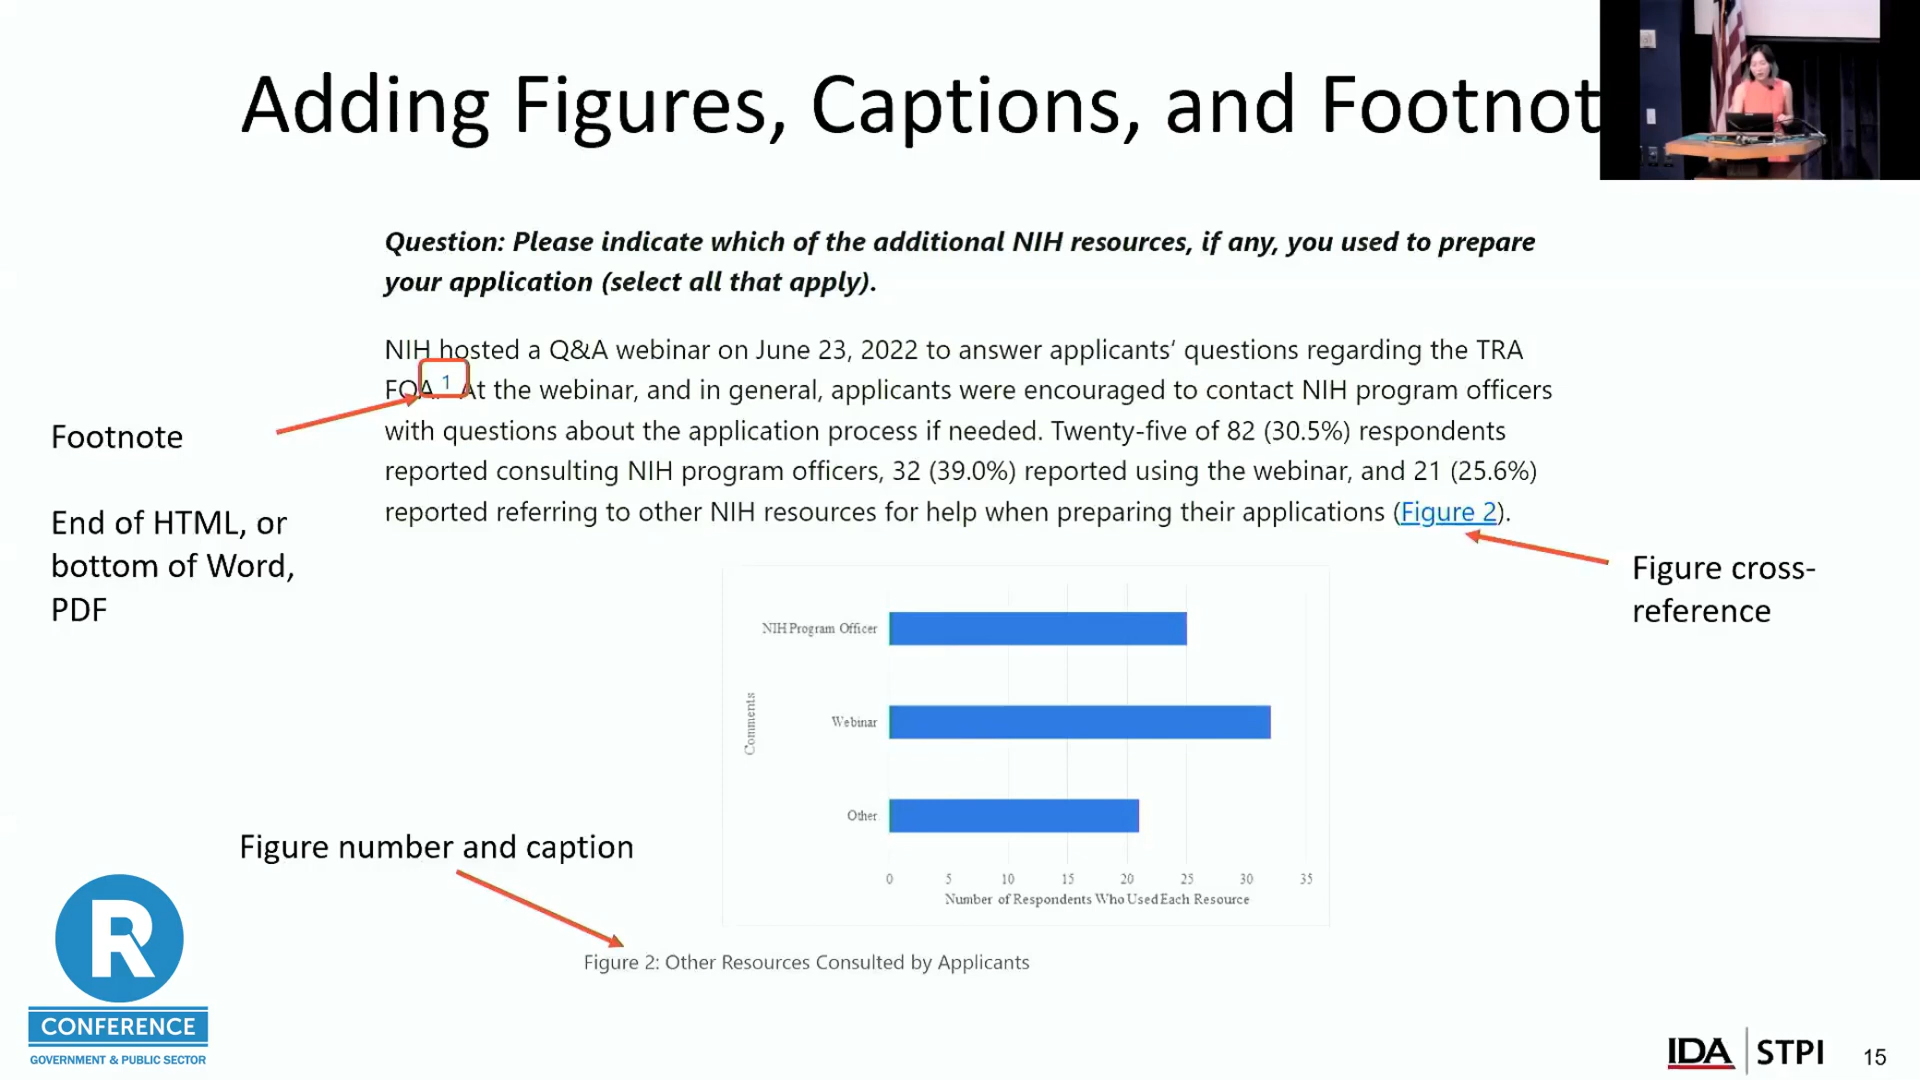 Adding Figures, Captions, and Footnot
Question: Please indicate which of the additional NIH resources, if any, you used to prepare
your application (select all that apply).
NIH hosted a Q&A webinar on June 23, 2022 to answer applicants‘ questions regarding the TRA
FOA.1 At the webinar, and in general, applicants were encouraged to contact NIH program officers
with questions about the application process if needed. Twenty-five of 82 (30.5%) respondents
reported consulting NIH program officers, 32 (39.0%) reported using the webinar, and 21 (25.6%)
reported referring to other NIH resources for help when preparing their applications (Figure 2).
Footnote
End of HTML, or
bottom of Word,
PDF
Figure cross-
reference
NIH Program Officer
Webinar
Other
Comments
0 5 10 15 20 25 30 35
Number of Respondents Who Used Each Resource
Figure number and caption
Figure 2: Other Resources Consulted by Applicants
R
CONFERENCE
GOVERNMENT & PUBLIC SECTOR
IDA STPI
15